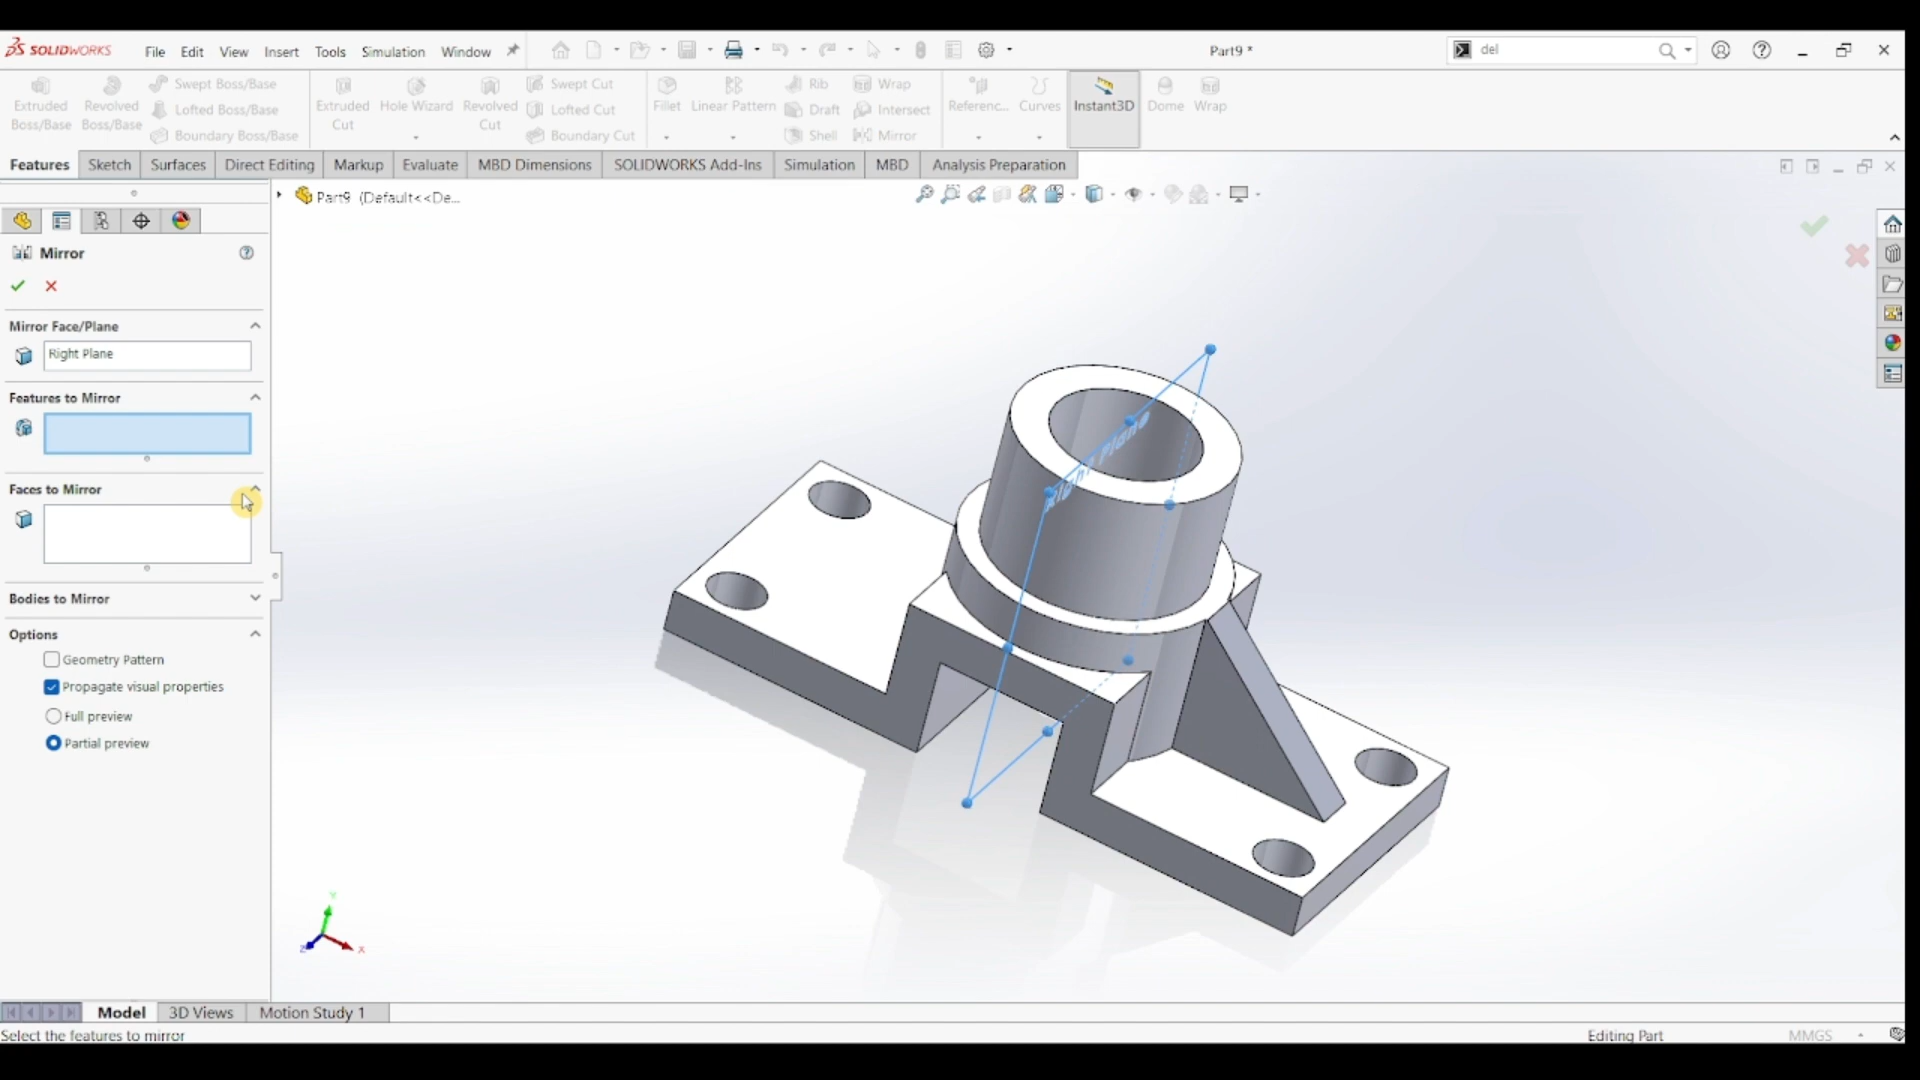 SOLIDWORKS File Edit View Insert Tools Simulation Window Part9 * del
Extruded Boss/Base Revolved Boss/Base Swept Boss/Base Lofted Boss/Base Boundary Boss/Base Extruded Cut Hole Wizard Revolved Cut Swept Cut Lofted Cut Boundary Cut Fillet Linear Pattern Rib Draft Shell Wrap Intersect Mirror Referenc... Curves Instant3D Dome Wrap
Features Sketch Surfaces Direct Editing Markup Evaluate MBD Dimensions SOLIDWORKS Add-Ins Simulation MBD Analysis Preparation
Part9 (Default<<De...
Mirror
Mirror Face/Plane
Right Plane
Features to Mirror
Faces to Mirror
Bodies to Mirror
Options
Geometry Pattern
Propagate visual properties
Full preview
Partial preview
Right Plane
Y
Z X
Model 3D Views Motion Study 1
Select the features to mirror Editing Part MMGS